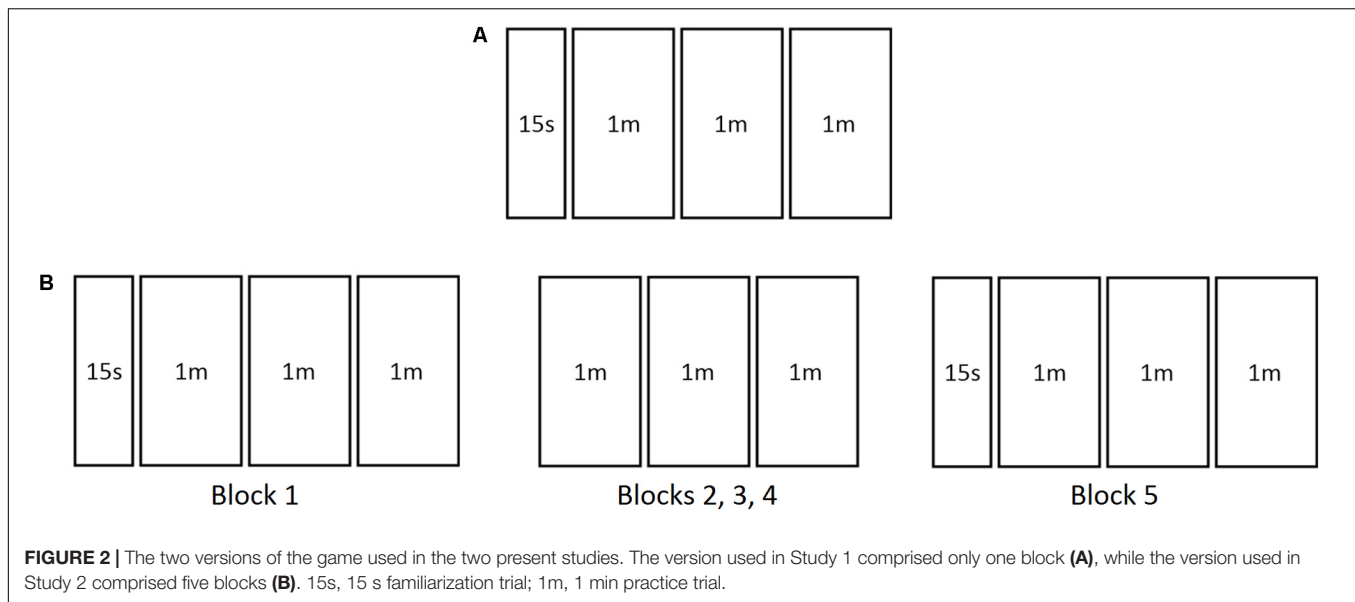 A
15s 1m 1m 1m
B
15s 1m 1m 1m 1m 1m 1m 15s 1m 1m 1m
Block 1 Blocks 2, 3, 4 Block 5
FIGURE 2 | The two versions of the game used in the two present studies. The version used in Study 1 comprised only one block (A), while the version used in
Study 2 comprised five blocks (B). 15s, 15 s familiarization trial; 1m, 1 min practice trial.